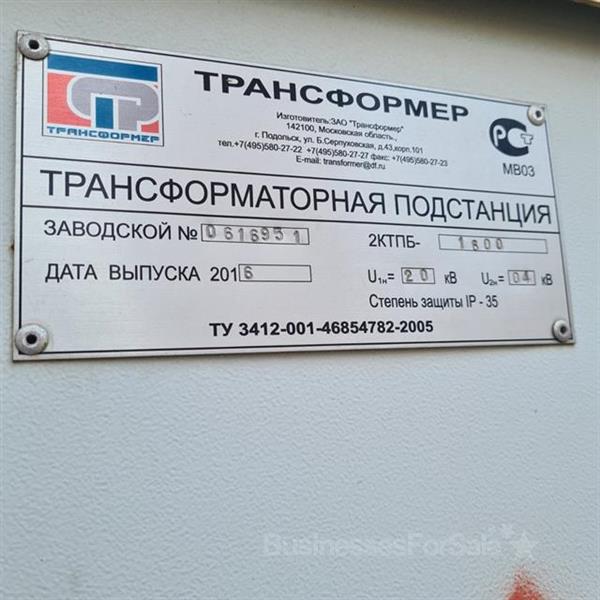 ТРАНСФОРМЕР
ТРАНСФОРМЕР
Изготовитель:ЗАО "Трансформер"
142100, Московская область.,
г. Подольск, ул. Б.Серпуховская, д.43,корп.101
тел.+7(495)580-27-22 +7(495)580-27-27 факс: +7(495)580-27-23
E-mail: transformer@df.ru
РСТ
МВ03
ТРАНСФОРМАТОРНАЯ ПОДСТАНЦИЯ
ЗАВОДСКОЙ № 0616951 2КТПБ- 1600
ДАТА ВЫПУСКА 2016 U1н= 20 кВ U2н= 04 кВ
Степень защиты IP - 35
ТУ 3412-001-46854782-2005
BusinessesForSale